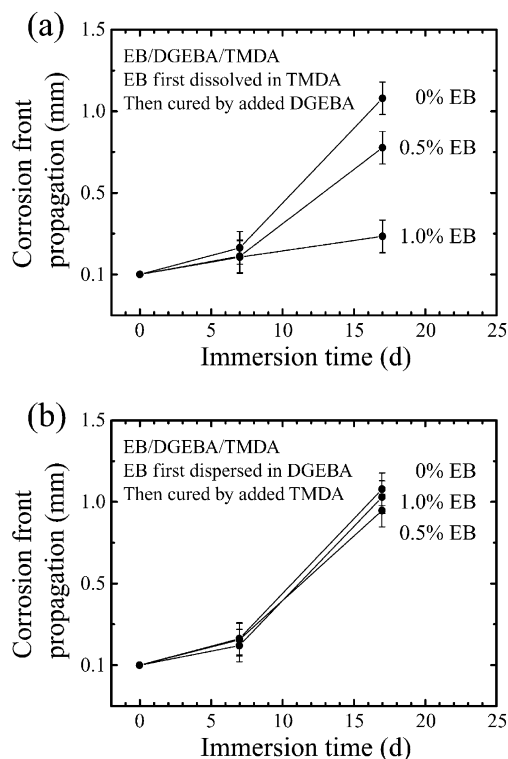 (a)
1.5
EB/DGEBA/TMDA
EB first dissolved in TMDA
Then cured by added DGEBA
0% EB
1.0
0.5% EB
0.5
1.0% EB
0.1
Corrosion front
propagation (mm)
0 5 10 15 20 25
Immersion time (d)
(b)
1.5
EB/DGEBA/TMDA
EB first dispersed in DGEBA
Then cured by added TMDA
0% EB
1.0
1.0% EB
0.5% EB
0.5
0.1
Corrosion front
propagation (mm)
0 5 10 15 20 25
Immersion time (d)